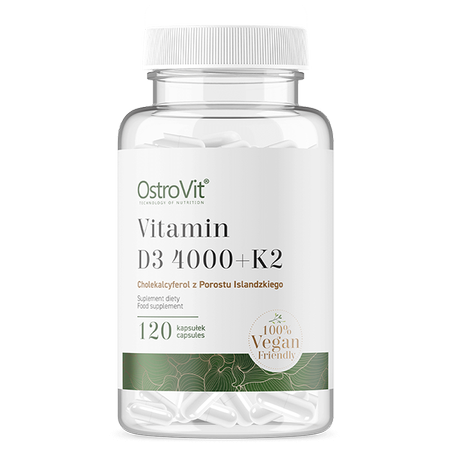 OstroVit®
TECHNOLOGY OF NUTRITION
Vitamin
D3 4000+K2
Cholekalcyferol z Porostu Islandzkiego
Suplement diety
Food supplement
120 kapsułek
capsules
100%
Vegan
Friendly